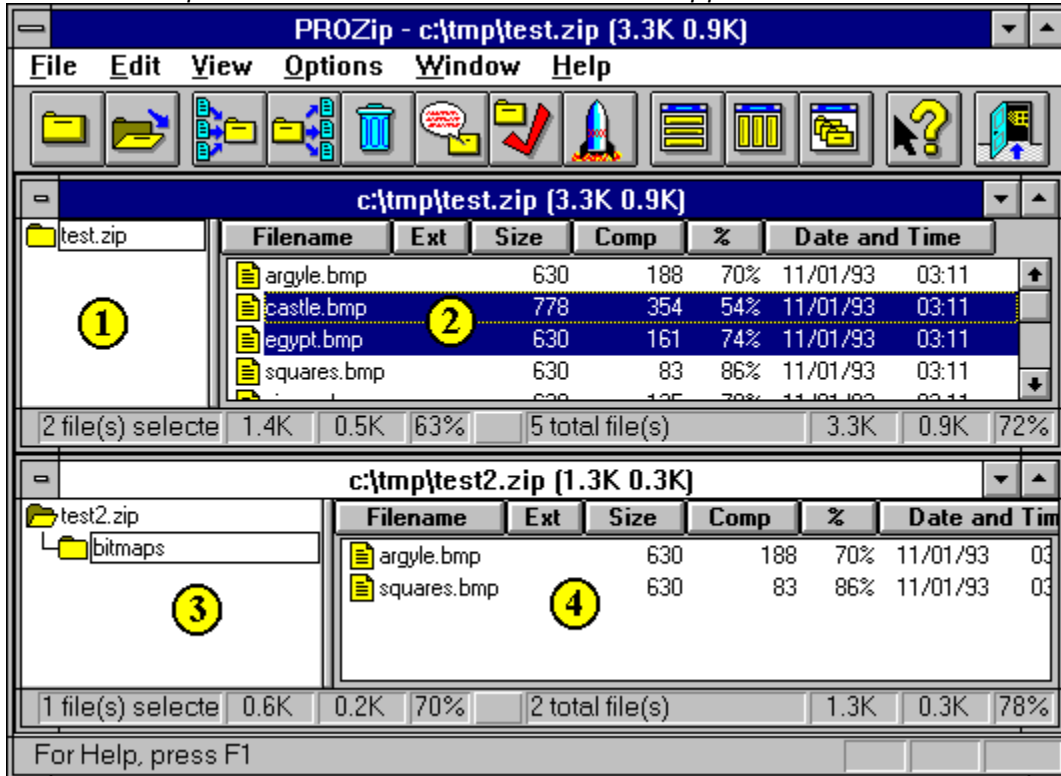 PROZip - c:\tmp\test.zip (3.3K 0.9K)
File Edit View Options Window Help
c:\tmp\test.zip (3.3K 0.9K)
test.zip Filename Ext Size Comp % Date and Time
argyle.bmp 630 188 70% 11/01/93 03:11
1 castle.bmp 2 778 354 54% 11/01/93 03:11
egypt.bmp 630 161 74% 11/01/93 03:11
squares.bmp 630 83 86% 11/01/93 03:11
2 file(s) selecte 1.4K 0.5K 63% 5 total file(s) 3.3K 0.9K 72%
c:\tmp\test2.zip (1.3K 0.3K)
test2.zip Filename Ext Size Comp % Date and Tim
bitmaps argyle.bmp 630 188 70% 11/01/93 03
3 squares.bmp 4 630 83 86% 11/01/93 03
1 file(s) selecte 0.6K 0.2K 70% 2 total file(s) 1.3K 0.3K 78%
For Help, press F1